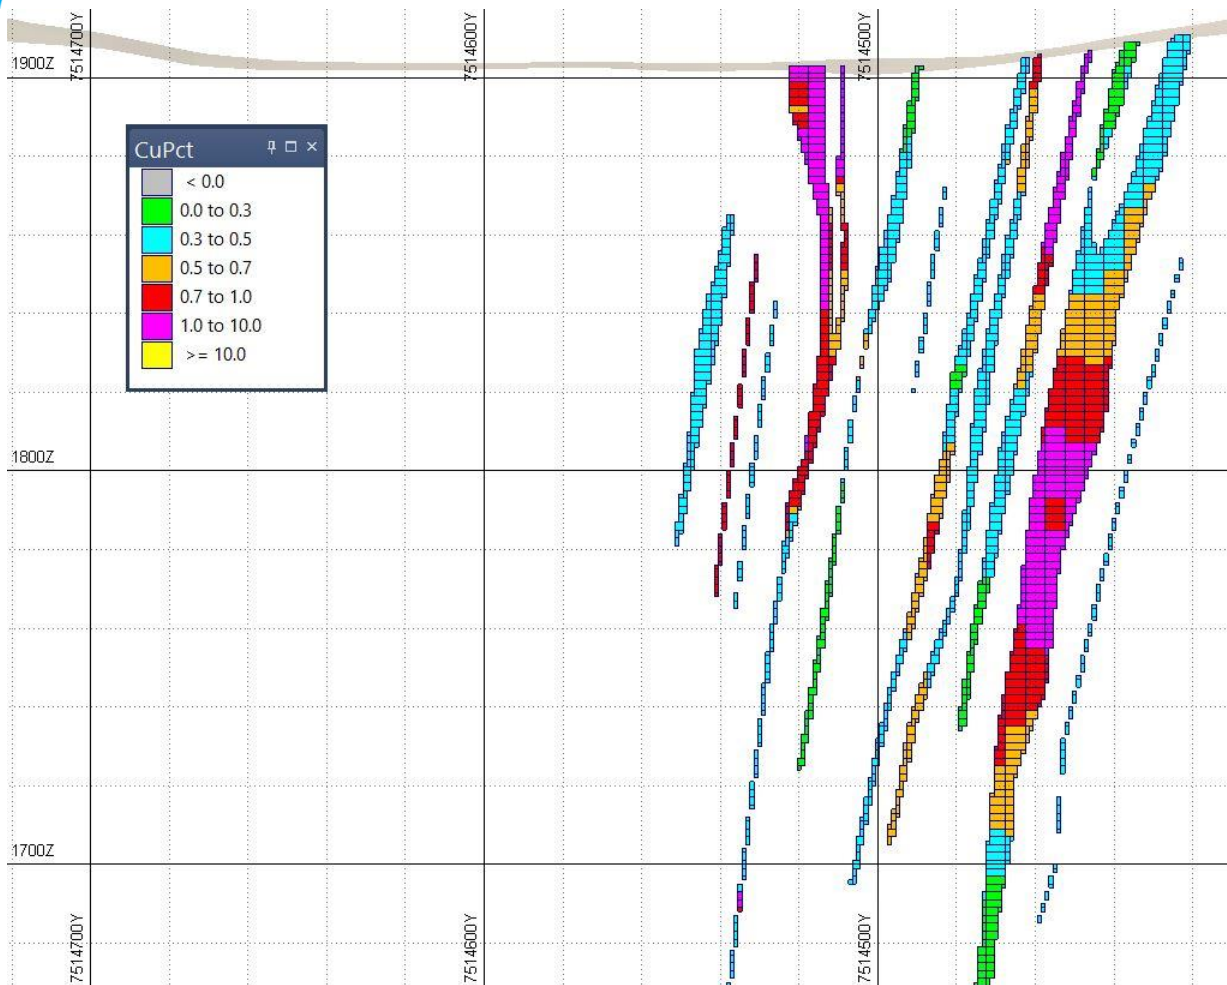 7514700Y
7514600Y
7514500Y
1900Z
CuPct
< 0.0
0.0 to 0.3
0.3 to 0.5
0.5 to 0.7
0.7 to 1.0
1.0 to 10.0
>= 10.0
1800Z
1700Z
7514700Y
7514600Y
7514500Y